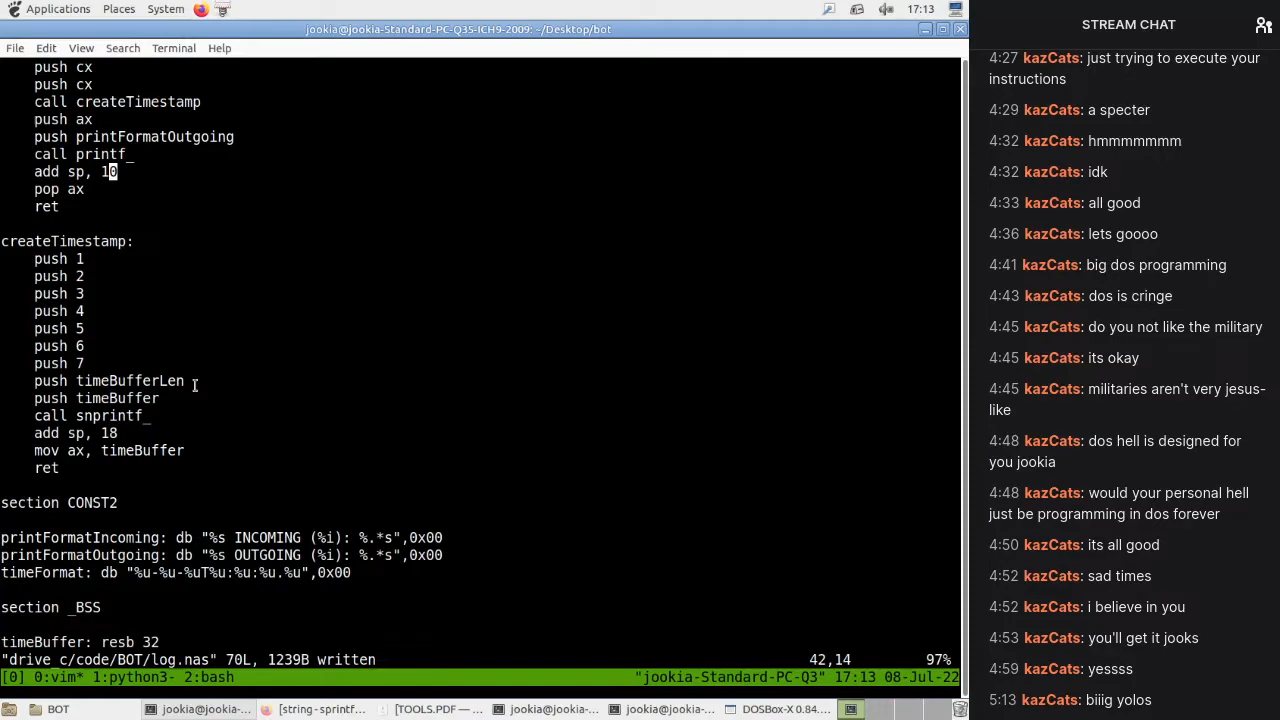 Applications Places System 17:13
jookia@jookia-Standard-PC-Q35-ICH9-2009: ~/Desktop/bot
File Edit View Search Terminal Help
push cx
push cx
call createTimestamp
push ax
push printFormatOutgoing
call printf_
add sp, 10
pop ax
ret
createTimestamp:
push 1
push 2
push 3
push 4
push 5
push 6
push 7
push timeBufferLen
push timeBuffer
call snprintf_
add sp, 18
mov ax, timeBuffer
ret
section CONST2
printFormatIncoming: db "%s INCOMING (%i): %.*s",0x00
printFormatOutgoing: db "%s OUTGOING (%i): %.*s",0x00
timeFormat: db "%u-%u-%uT%u:%u:%u.%u",0x00
section _BSS
timeBuffer: resb 32
"drive_c/code/BOT/log.nas" 70L, 1239B written 42,14 97%
[0] 0:vim* 1:python3- 2:bash "jookia-Standard-PC-Q3" 17:13 08-Jul-22
BOT jookia@jookia-... [string - sprintf... [TOOLS.PDF — ... jookia@jookia-... jookia@jookia-... DOSBox-X 0.84....
STREAM CHAT
4:27 kazCats: just trying to execute your
instructions
4:29 kazCats: a specter
4:32 kazCats: hmmmmmmm
4:32 kazCats: idk
4:33 kazCats: all good
4:36 kazCats: lets goooo
4:41 kazCats: big dos programming
4:43 kazCats: dos is cringe
4:45 kazCats: do you not like the military
4:45 kazCats: its okay
4:45 kazCats: militaries aren't very jesus-
like
4:48 kazCats: dos hell is designed for
you jookia
4:48 kazCats: would your personal hell
just be programming in dos forever
4:50 kazCats: its all good
4:52 kazCats: sad times
4:52 kazCats: i believe in you
4:53 kazCats: you'll get it jooks
4:59 kazCats: yessss
5:13 kazCats: biiig yolos